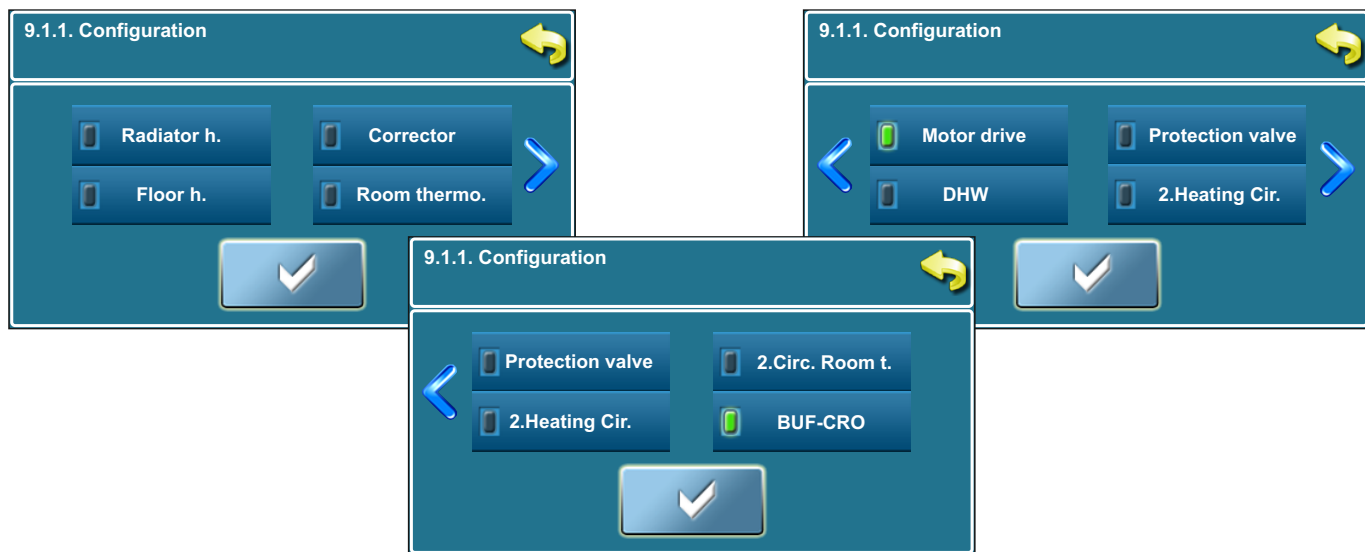 9.1.1. Configuration
Radiator h.
Corrector
Floor h.
Room thermo.
9.1.1. Configuration
Motor drive
Protection valve
DHW
2.Heating Cir.
9.1.1. Configuration
Protection valve
2.Circ. Room t.
2.Heating Cir.
BUF-CRO